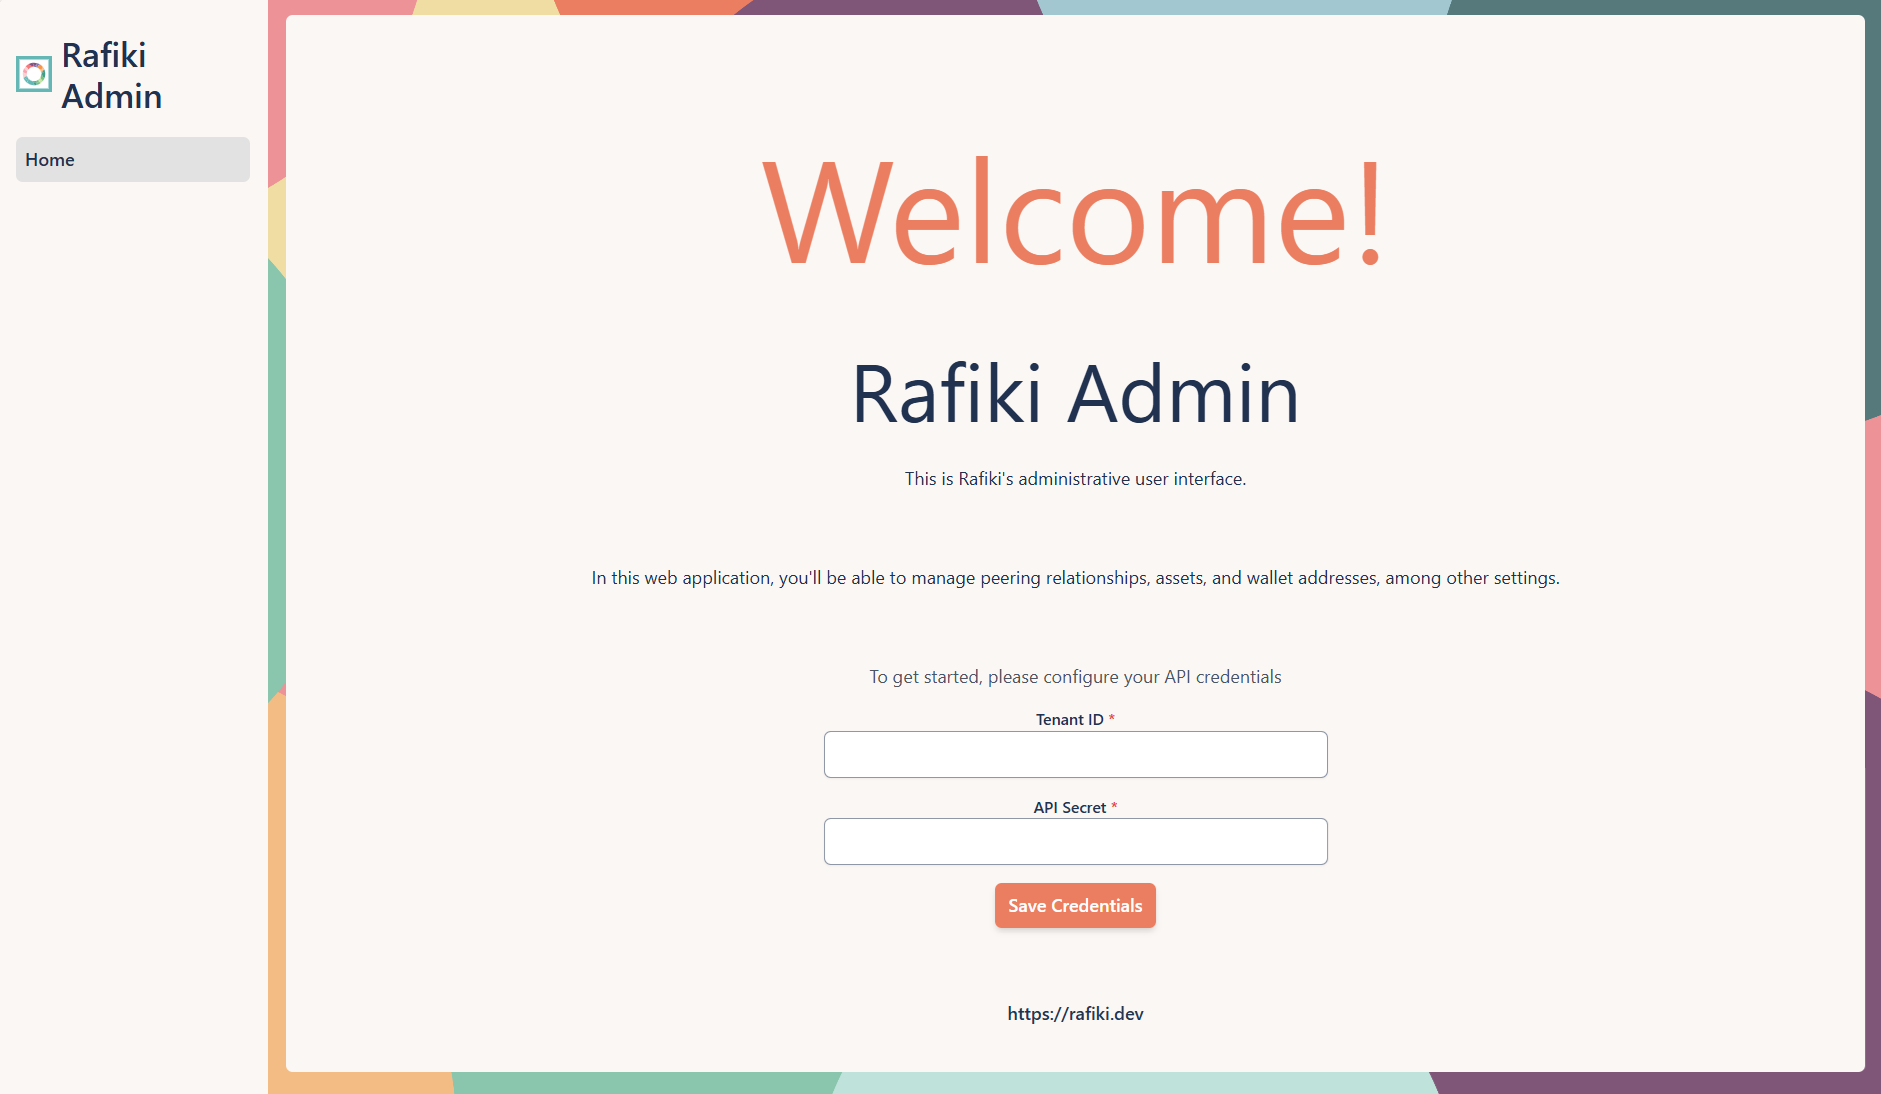 Rafiki
Admin
Home
Welcome!
Rafiki Admin
This is Rafiki's administrative user interface.
In this web application, you'll be able to manage peering relationships, assets, and wallet addresses, among other settings.
To get started, please configure your API credentials
Tenant ID *
API Secret *
Save Credentials
https://rafiki.dev